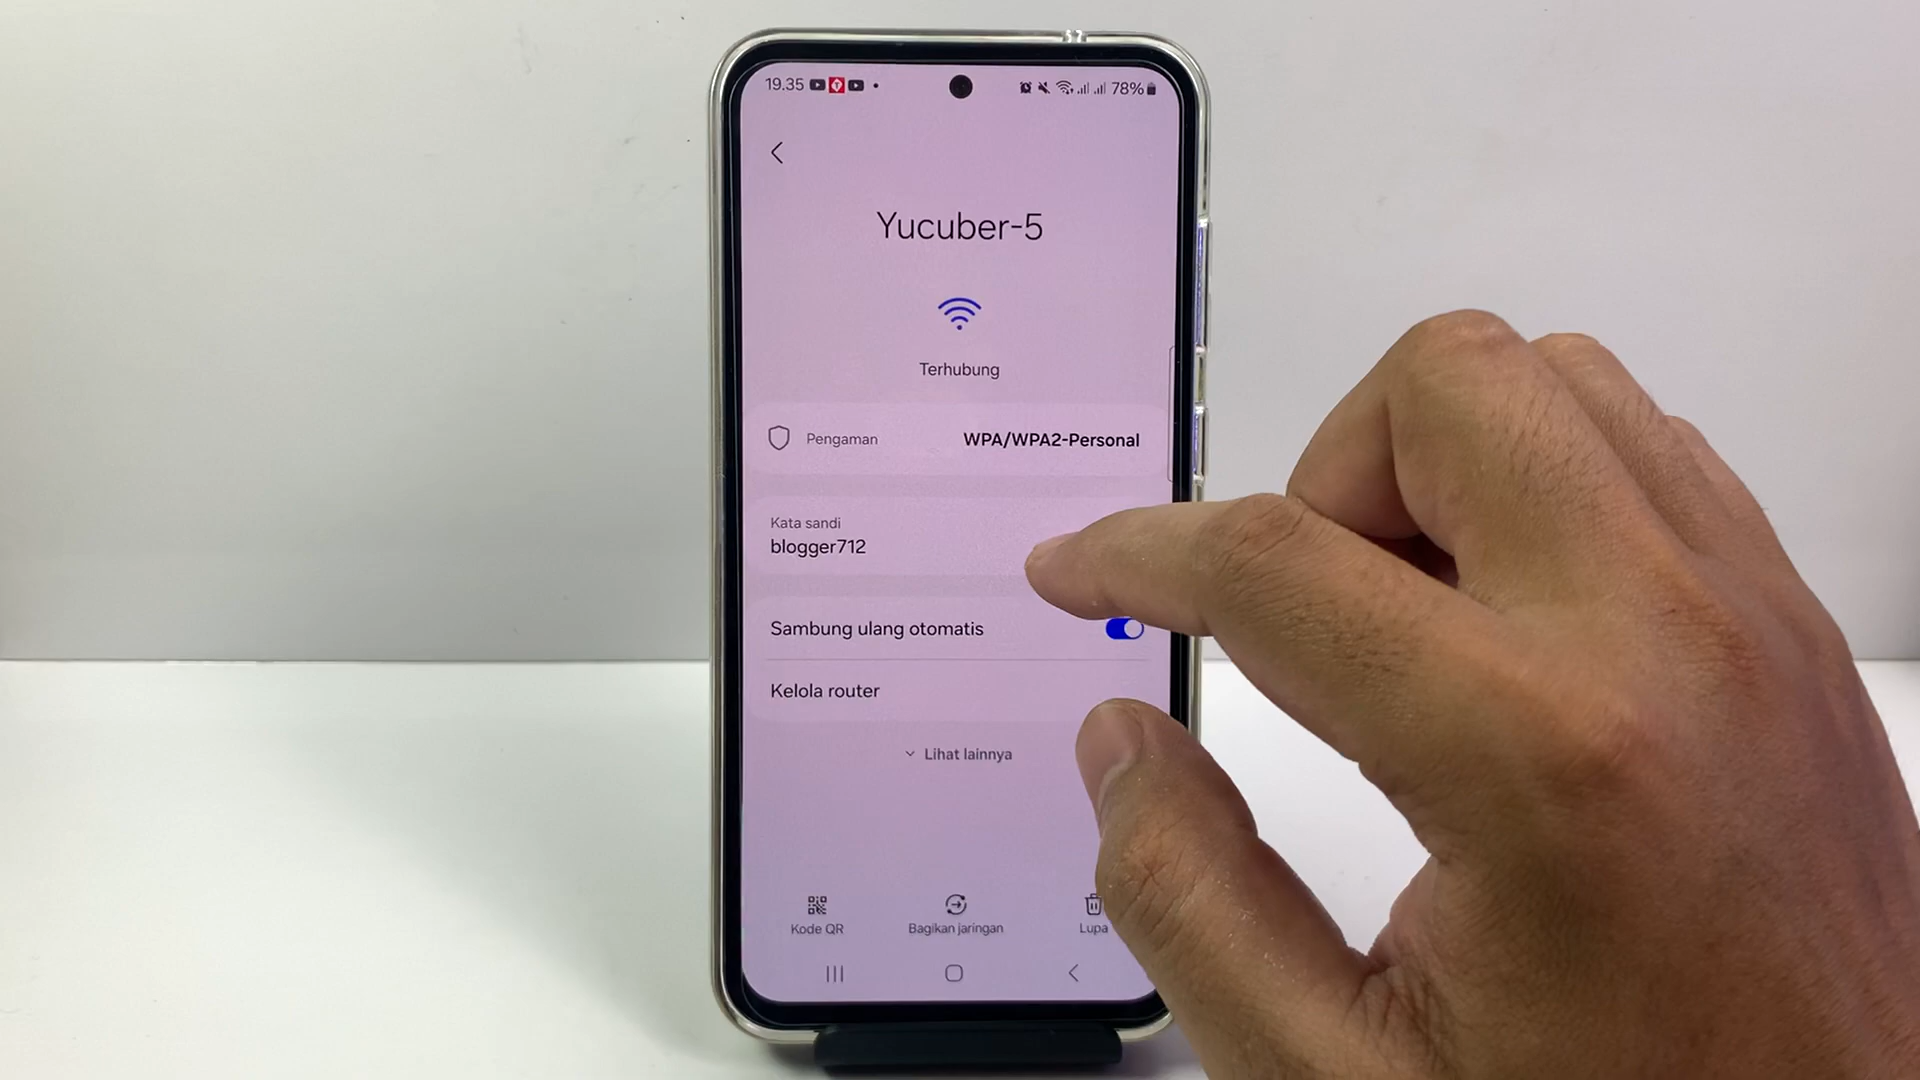 19.35
78%
Yucuber-5
Terhubung
Pengaman WPA/WPA2-Personal
Kata sandi
blogger712
Sambung ulang otomatis
Kelola router
Lihat lainnya
Kode QR Bagikan jaringan Lupa